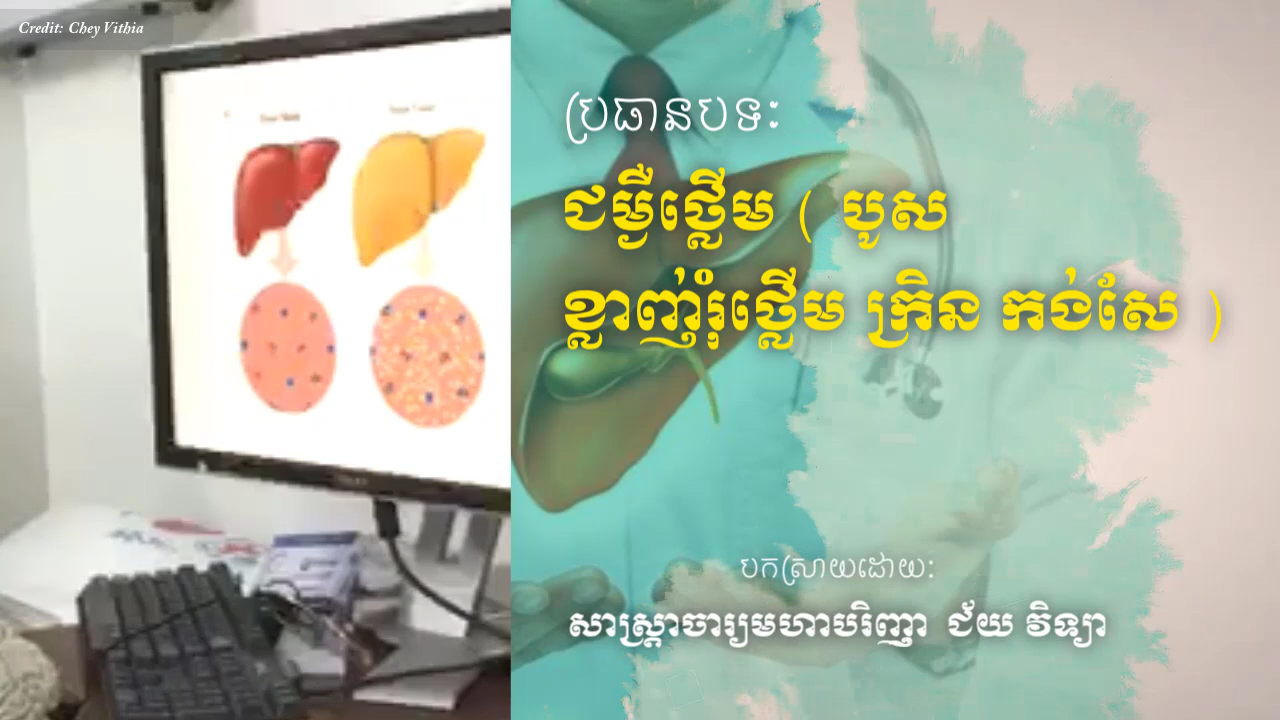 Credit: Chey Vithia
ប្រធានបទៈ
ជម្ងឺថ្លើម ( បូស
ខ្លាញ់រុំថ្លើម ក្រិន កង់សែ )
បកស្រាយដោយៈ
សាស្ត្រាចារ្យមហាបរិញ្ញា ជ័យ វិទ្យា